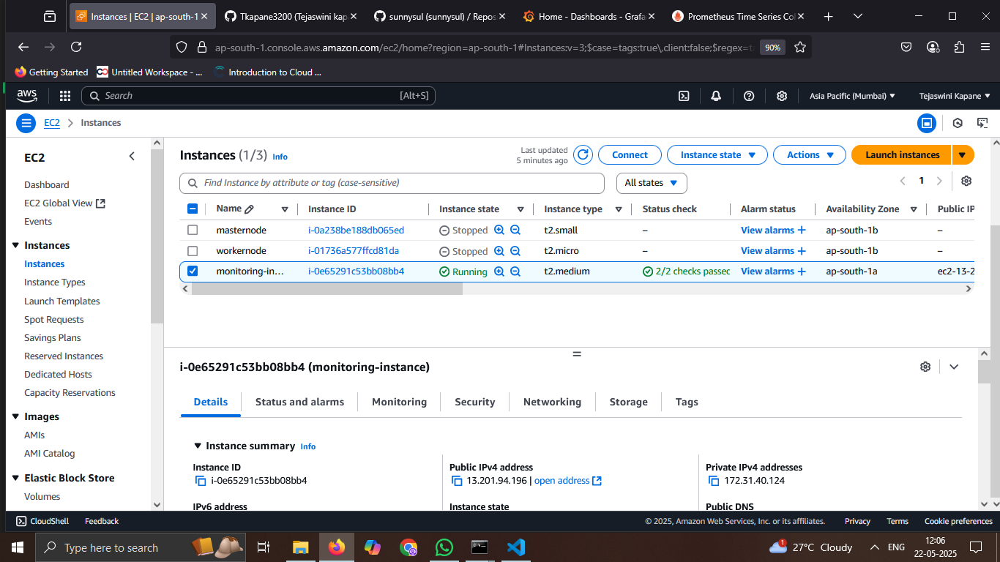 Instances | EC2 | ap-south-1
Tkapane3200 (Tejaswini kap
sunnysul (sunnysul) / Repos
Home - Dashboards - Grafa
Prometheus Time Series Col
ap-south-1.console.aws.amazon.com/ec2/home?region=ap-south-1#Instances:v=3;$case=tags:true\,client:false;$regex=ta
90%
Getting Started
Untitled Workspace - ...
Introduction to Cloud ...
aws
Search
[Alt+S]
Asia Pacific (Mumbai)
Tejaswini Kapane
EC2
Instances
EC2
Dashboard
EC2 Global View
Events
Instances
Instances
Instance Types
Launch Templates
Spot Requests
Savings Plans
Reserved Instances
Dedicated Hosts
Capacity Reservations
Images
AMIs
AMI Catalog
Elastic Block Store
Volumes
Instances (1/3) Info
Last updated
5 minutes ago
Connect
Instance state
Actions
Launch instances
Find Instance by attribute or tag (case-sensitive)
All states
1
Name Instance ID Instance state Instance type Status check Alarm status Availability Zone Public IP
masternode i-0a238be188db065ed Stopped t2.small – View alarms + ap-south-1b –
workernode i-01736a577ffcd81da Stopped t2.micro – View alarms + ap-south-1b –
monitoring-in... i-0e65291c53bb08bb4 Running t2.medium 2/2 checks passed View alarms + ap-south-1a ec2-13-2
i-0e65291c53bb08bb4 (monitoring-instance)
Details
Status and alarms
Monitoring
Security
Networking
Storage
Tags
Instance summary Info
Instance ID
i-0e65291c53bb08bb4
Public IPv4 address
13.201.94.196 | open address
Private IPv4 addresses
172.31.40.124
IPv6 address
Instance state
Public DNS
CloudShell
Feedback
© 2025, Amazon Web Services, Inc. or its affiliates.
Privacy
Terms
Cookie preferences
Type here to search
1
27°C Cloudy
ENG
12:06
22-05-2025